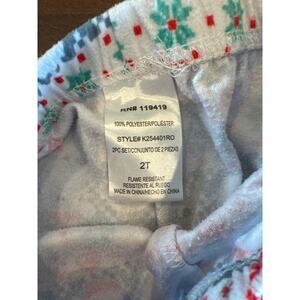 RN# 119419
100% POLYESTER/POLIESTER
STYLE# K254401RO
2PC SET/CONJUNTO DE 2 PIEZAS
2T
FLAME RESISTANT
RESISTENTE AL FUEGO
MADE IN CHINA/HECHO EN CHINA